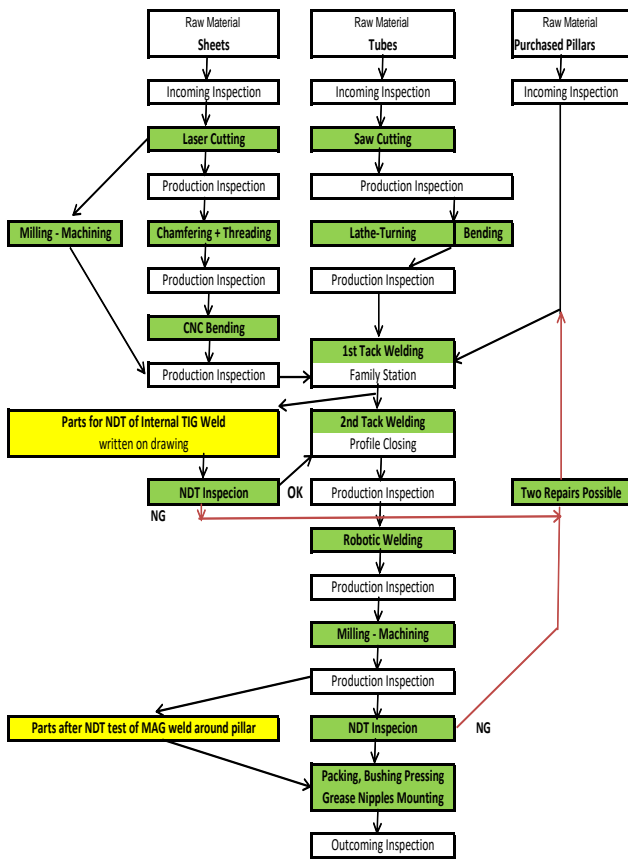 Raw Material
Sheets
Raw Material
Tubes
Raw Material
Purchased Pillars
Incoming Inspection
Incoming Inspection
Incoming Inspection
Laser Cutting
Saw Cutting
Production Inspection
Production Inspection
Milling - Machining
Chamfering + Threading
Lathe-Turning
Bending
Production Inspection
Production Inspection
CNC Bending
1st Tack Welding
Family Station
Production Inspection
Parts for NDT of Internal TIG Weld
written on drawing
2nd Tack Welding
Profile Closing
NDT Inspecion
OK
NG
Production Inspection
Two Repairs Possible
Robotic Welding
Production Inspection
Milling - Machining
Production Inspection
Parts after NDT test of MAG weld around pillar
NDT Inspecion
NG
Packing, Bushing Pressing
Grease Nipples Mounting
Outcoming Inspection